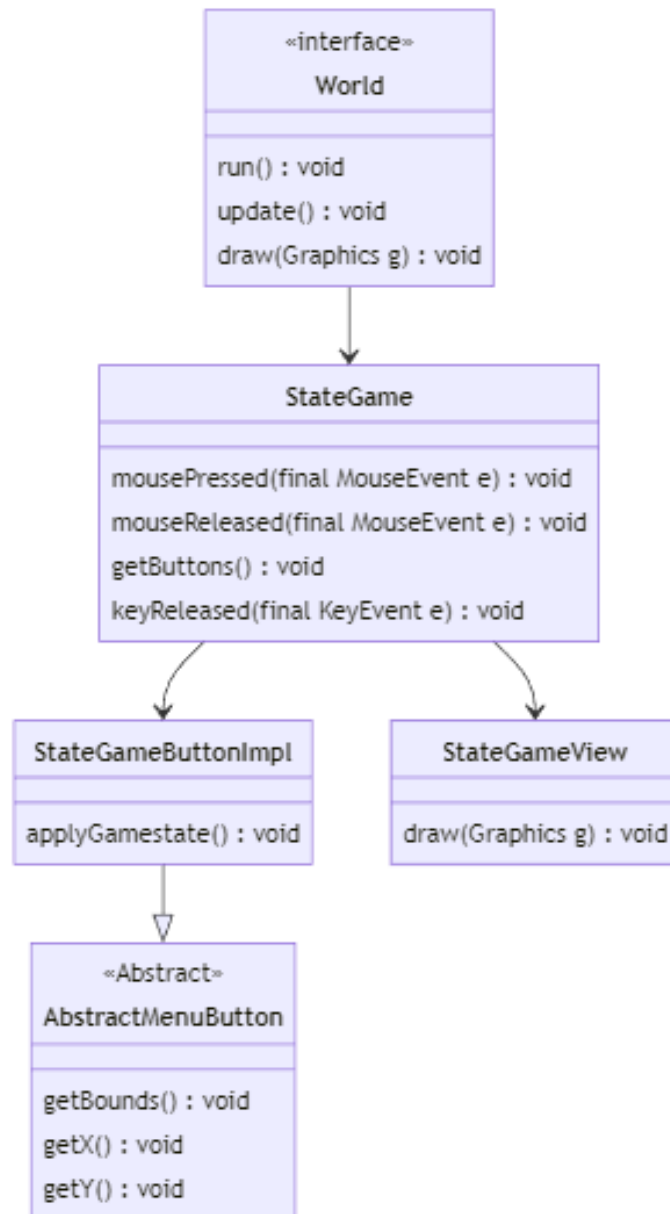 «interface»
World
run() : void
update() : void
draw(Graphics g) : void
StateGame
mousePressed(final MouseEvent e) : void
mouseReleased(final MouseEvent e) : void
getButtons() : void
keyReleased(final KeyEvent e) : void
StateGameButtonImpl
applyGamestate() : void
StateGameView
draw(Graphics g) : void
«Abstract»
AbstractMenuButton
getBounds() : void
getX() : void
getY() : void